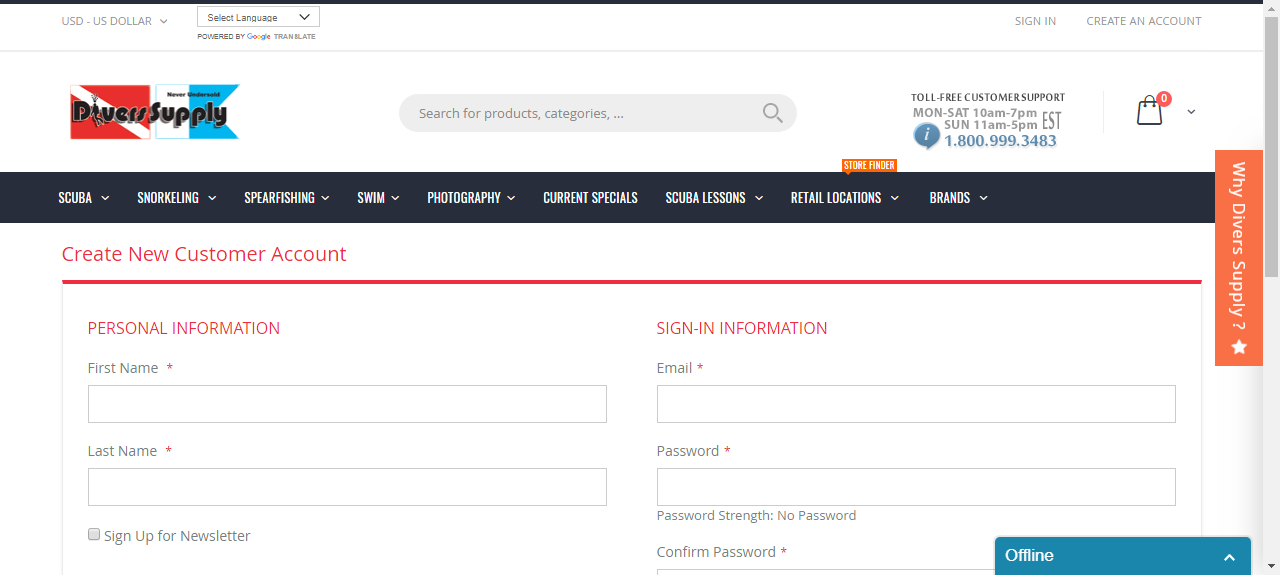 USD - US DOLLAR
Select Language
POWERED BY Google TRANSLATE
SIGN IN
CREATE AN ACCOUNT
Never Undersold
Divers Supply
Search for products, categories, ...
TOLL-FREE CUSTOMER SUPPORT
MON-SAT 10am-7pm
SUN 11am-5pm EST
i 1.800.999.3483
0
STORE FINDER
SCUBA
SNORKELING
SPEARFISHING
SWIM
PHOTOGRAPHY
CURRENT SPECIALS
SCUBA LESSONS
RETAIL LOCATIONS
BRANDS
Why Divers Supply ?
Create New Customer Account
PERSONAL INFORMATION
First Name *
Last Name *
Sign Up for Newsletter
SIGN-IN INFORMATION
Email *
Password *
Password Strength: No Password
Confirm Password *
Offline